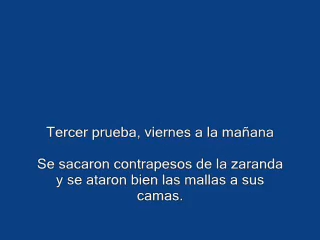 Tercer prueba, viernes a la mañana
Se sacaron contrapesos de la zaranda
y se ataron bien las mallas a sus
camas.